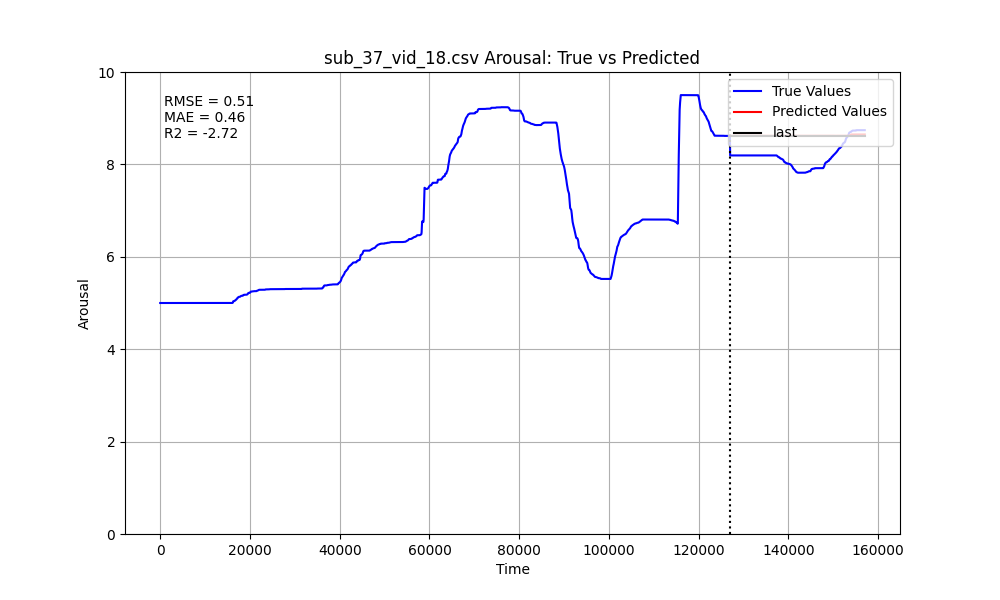 sub_37_vid_18.csv Arousal: True vs Predicted
RMSE = 0.51
MAE = 0.46
R2 = -2.72
True Values
Predicted Values
last
10
8
6
4
2
0
Arousal
0 20000 40000 60000 80000 100000 120000 140000 160000
Time